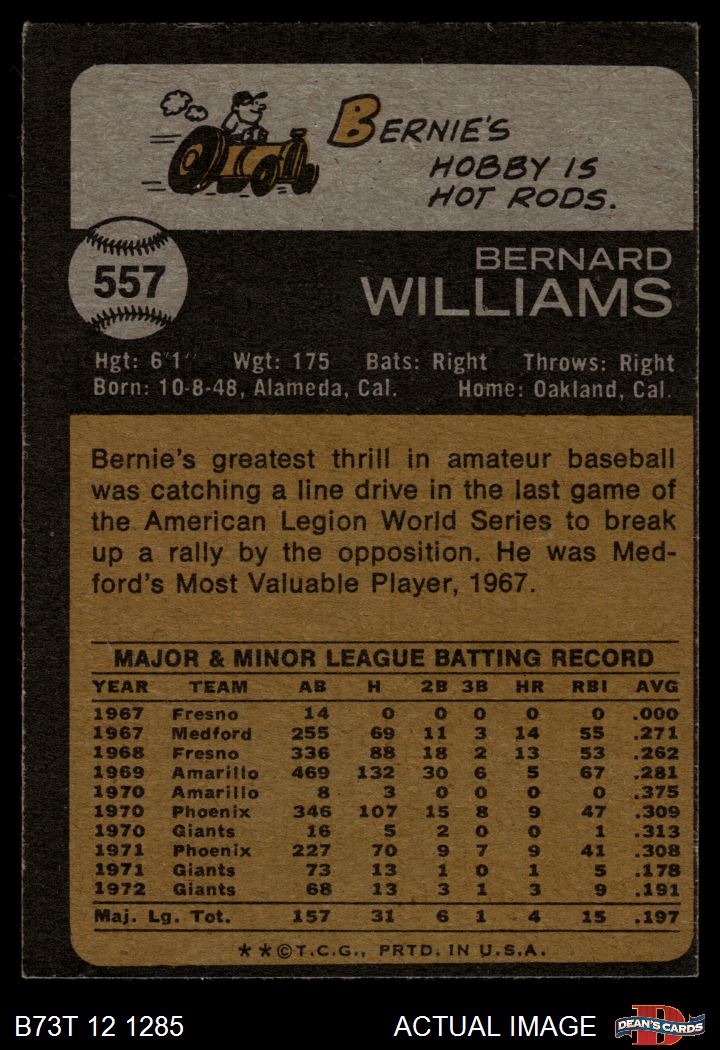 BERNIE'S
HOBBY IS
HOT RODS.
557
BERNARD
WILLIAMS
Hgt: 6'1" Wgt: 175 Bats: Right Throws: Right
Born: 10-8-48, Alameda, Cal. Home: Oakland, Cal.
Bernie's greatest thrill in amateur baseball
was catching a line drive in the last game of
the American Legion World Series to break
up a rally by the opposition. He was Med-
ford's Most Valuable Player, 1967.
MAJOR & MINOR LEAGUE BATTING RECORD
YEAR TEAM AB H 2B 3B HR RBI AVG
1967 Fresno 14 0 0 0 0 0 .000
1967 Medford 255 69 11 3 14 55 .271
1968 Fresno 336 88 18 2 13 53 .262
1969 Amarillo 469 132 30 6 5 67 .281
1970 Amarillo 8 3 0 0 0 0 .375
1970 Phoenix 346 107 15 8 9 47 .309
1970 Giants 16 5 2 0 0 1 .313
1971 Phoenix 227 70 9 7 9 41 .308
1971 Giants 73 13 1 0 1 5 .178
1972 Giants 68 13 3 1 3 9 .191
Maj. Lg. Tot. 157 31 6 1 4 15 .197
**©T.C.G., PRTD. IN U.S.A.
B73T 12 1285 ACTUAL IMAGE D DEAN'S CARDS